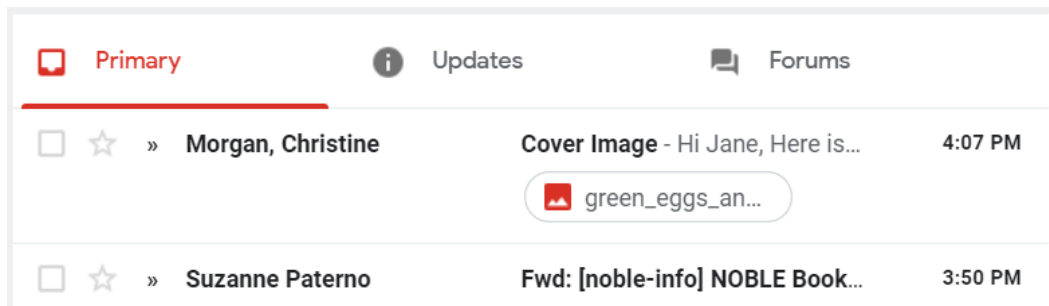 Primary Updates Forums
» Morgan, Christine Cover Image - Hi Jane, Here is... 4:07 PM
green_eggs_an...
» Suzanne Paterno Fwd: [noble-info] NOBLE Book... 3:50 PM